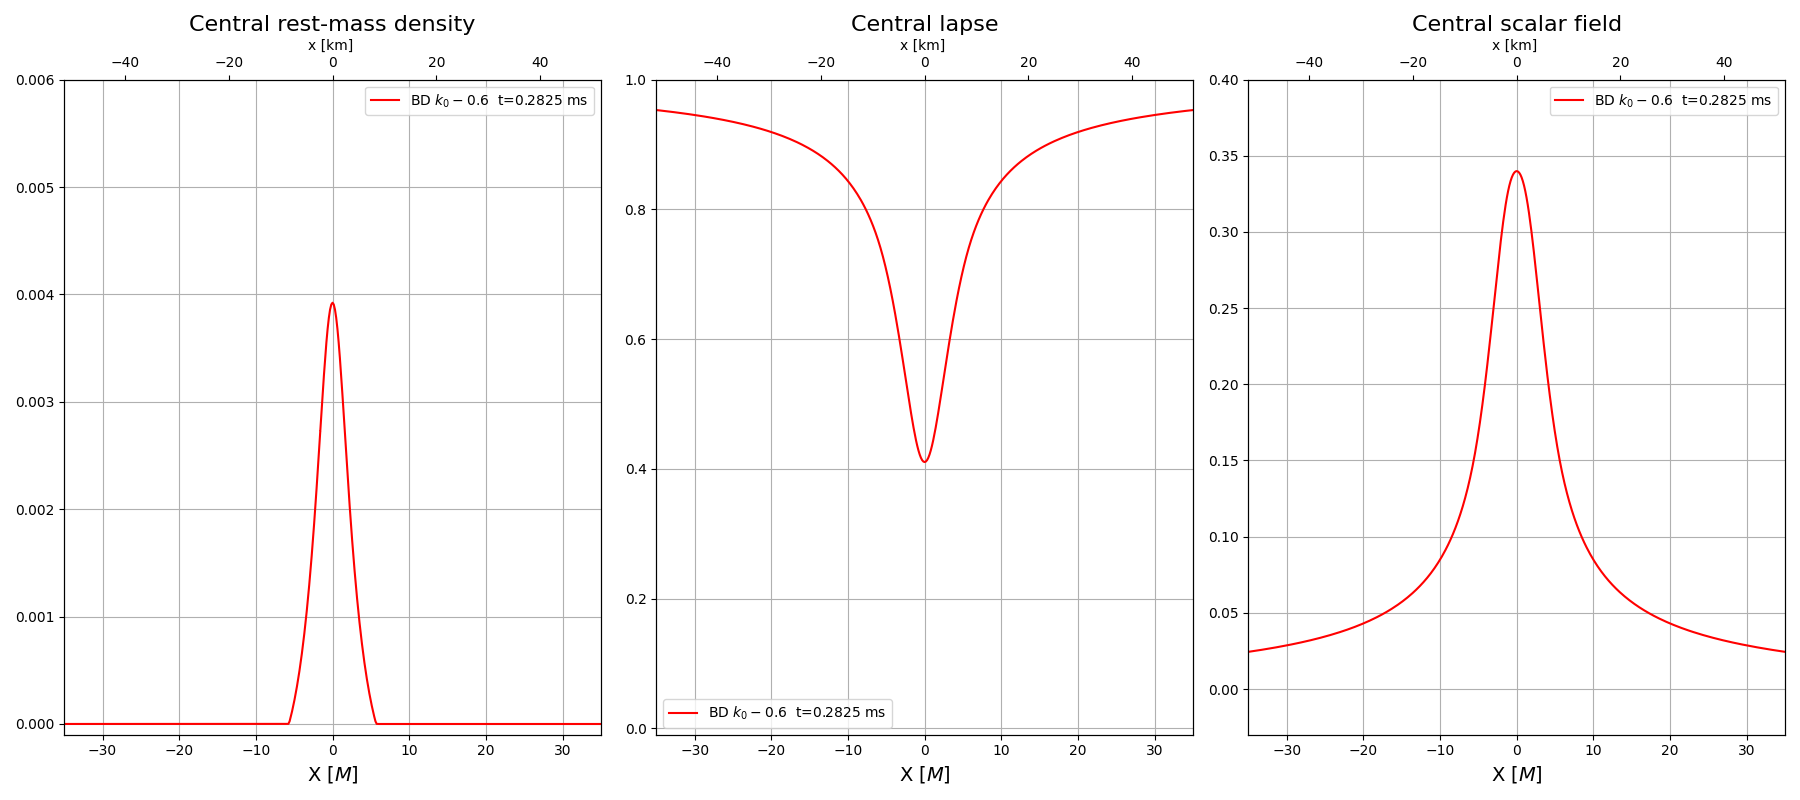 Central rest-mass density
x [km]
−40 −20 0 20 40
0.006
0.005
0.004
0.003
0.002
0.001
0.000
BD k₀ − 0.6 t=0.2825 ms
−30 −20 −10 0 10 20 30
X [M]
Central lapse
x [km]
−40 −20 0 20 40
1.0
0.8
0.6
0.4
0.2
0.0
BD k₀ − 0.6 t=0.2825 ms
−30 −20 −10 0 10 20 30
X [M]
Central scalar field
x [km]
−40 −20 0 20 40
0.40
0.35
0.30
0.25
0.20
0.15
0.10
0.05
0.00
BD k₀ − 0.6 t=0.2825 ms
−30 −20 −10 0 10 20 30
X [M]